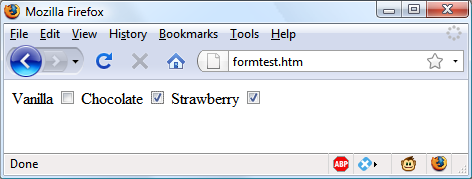 Mozilla Firefox
File Edit View History Bookmarks Tools Help
formtest.htm
Vanilla Chocolate Strawberry
Done ABP